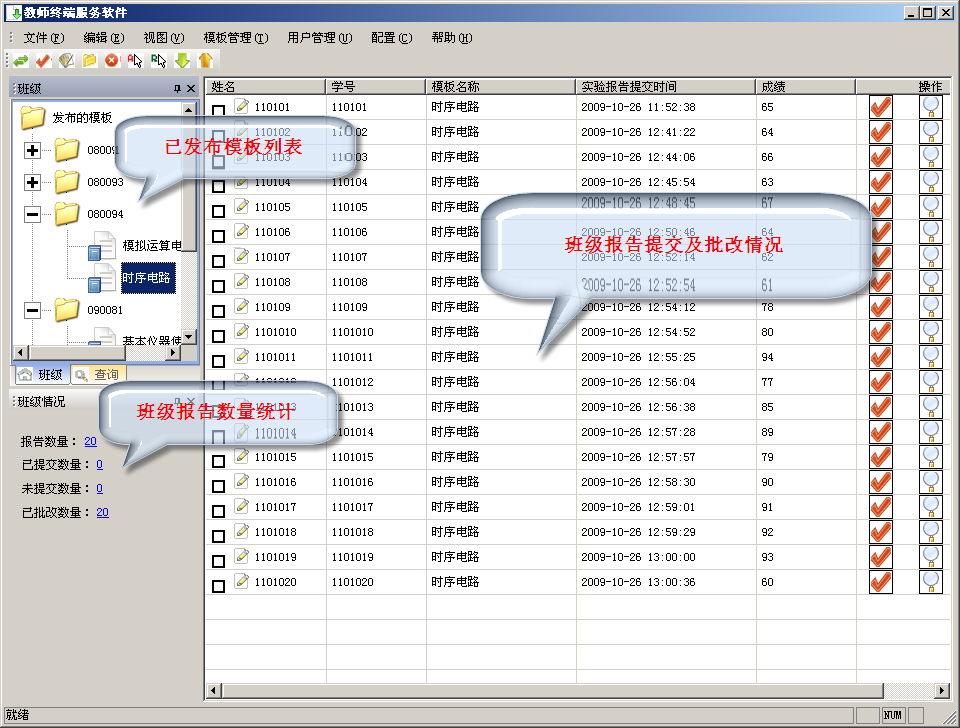 教师终端服务软件
文件(F) 编辑(E) 视图(V) 模板管理(T) 用户管理(U) 配置(C) 帮助(H)
班级
发布的模板
080093
080094
模拟运算电
时序电路
090081
基本仪器使
班级 查询
班级情况
报告数量： 20
已提交数量： 0
未提交数量： 0
已批改数量： 20
已发布模板列表
班级报告提交及批改情况
班级报告数量统计
姓名 学号 模板名称 实验报告提交时间 成绩 操作
110101 110101 时序电路 2009-10-26 11:52:38 65
110102 110102 时序电路 2009-10-26 12:41:22 64
110103 110103 时序电路 2009-10-26 12:44:06 66
110104 110104 时序电路 2009-10-26 12:45:54 63
110105 110105 时序电路 2009-10-26 12:48:45 67
110106 110106 时序电路 2009-10-26 12:50:46 64
110107 110107 时序电路 2009-10-26 12:52:14 62
110108 110108 时序电路 2009-10-26 12:52:54 61
110109 110109 时序电路 2009-10-26 12:54:12 78
1101010 1101010 时序电路 2009-10-26 12:54:52 80
1101011 1101011 时序电路 2009-10-26 12:55:25 94
1101012 1101012 时序电路 2009-10-26 12:56:04 77
1101013 1101013 时序电路 2009-10-26 12:56:38 85
1101014 1101014 时序电路 2009-10-26 12:57:28 89
1101015 1101015 时序电路 2009-10-26 12:57:57 79
1101016 1101016 时序电路 2009-10-26 12:58:30 90
1101017 1101017 时序电路 2009-10-26 12:59:01 91
1101018 1101018 时序电路 2009-10-26 12:59:29 92
1101019 1101019 时序电路 2009-10-26 13:00:00 93
1101020 1101020 时序电路 2009-10-26 13:00:36 60
就绪
NUM